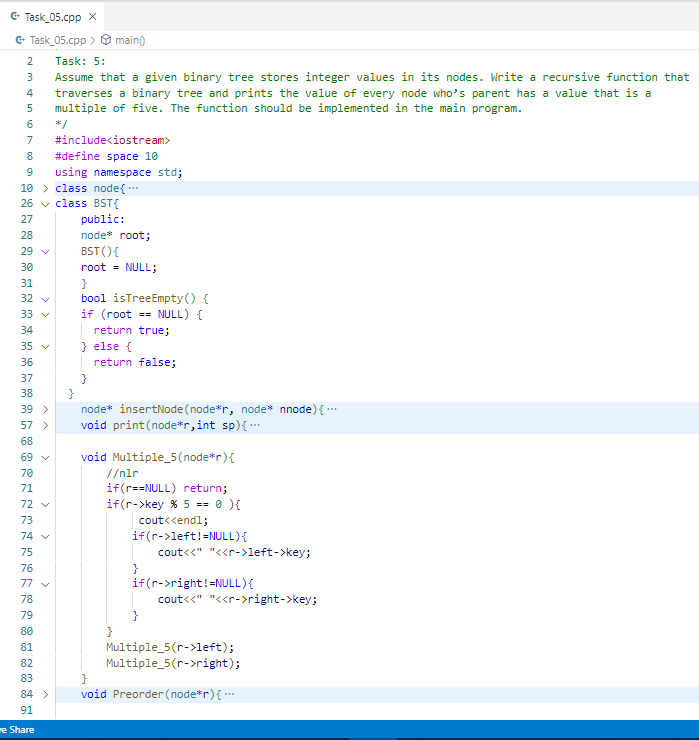 Task_05.cpp ×
Task_05.cpp > main()
2 Task: 5:
3 Assume that a given binary tree stores integer values in its nodes. Write a recursive function that
4 traverses a binary tree and prints the value of every node who's parent has a value that is a
5 multiple of five. The function should be implemented in the main program.
6 */
7 #include<iostream>
8 #define space 10
9 using namespace std;
10 > class node{ ⋯
26 class BST{
27 public:
28 node* root;
29 BST(){
30 root = NULL;
31 }
32 bool isTreeEmpty() {
33 if (root == NULL) {
34 return true;
35 } else {
36 return false;
37 }
38 }
39 > node* insertNode(node*r, node* nnode){ ⋯
57 > void print(node*r,int sp){ ⋯
68
69 void Multiple_5(node*r){
70 //nlr
71 if(r==NULL) return;
72 if(r->key % 5 == 0 ){
73 cout<<endl;
74 if(r->left!=NULL){
75 cout<<" "<<r->left->key;
76 }
77 if(r->right!=NULL){
78 cout<<" "<<r->right->key;
79 }
80 }
81 Multiple_5(r->left);
82 Multiple_5(r->right);
83 }
84 > void Preorder(node*r){ ⋯
91
e Share